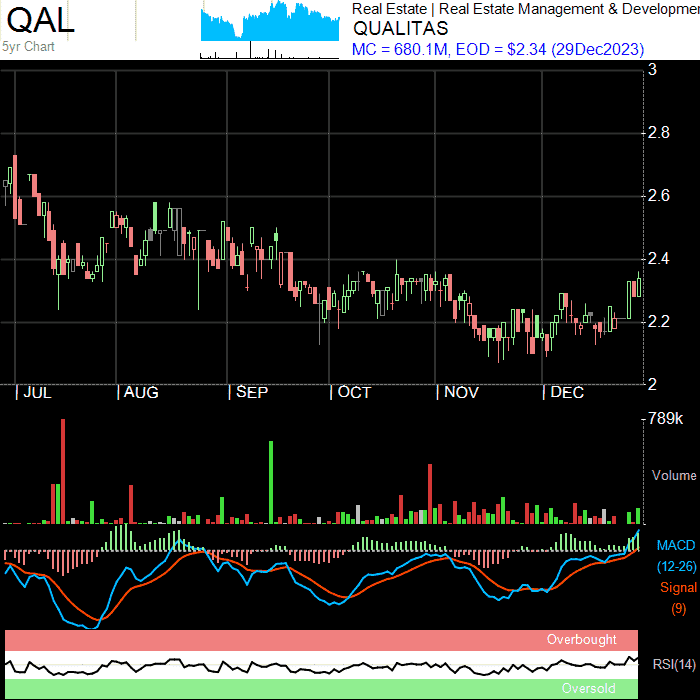 QAL
5yr Chart
Real Estate | Real Estate Management & Developmen
QUALITAS
MC = 680.1M, EOD = $2.34 (29Dec2023)
3
2.8
2.6
2.4
2.2
2
JUL AUG SEP OCT NOV DEC
789k
Volume
MACD
(12-26)
Signal
(9)
Overbought
RSI(14)
Oversold